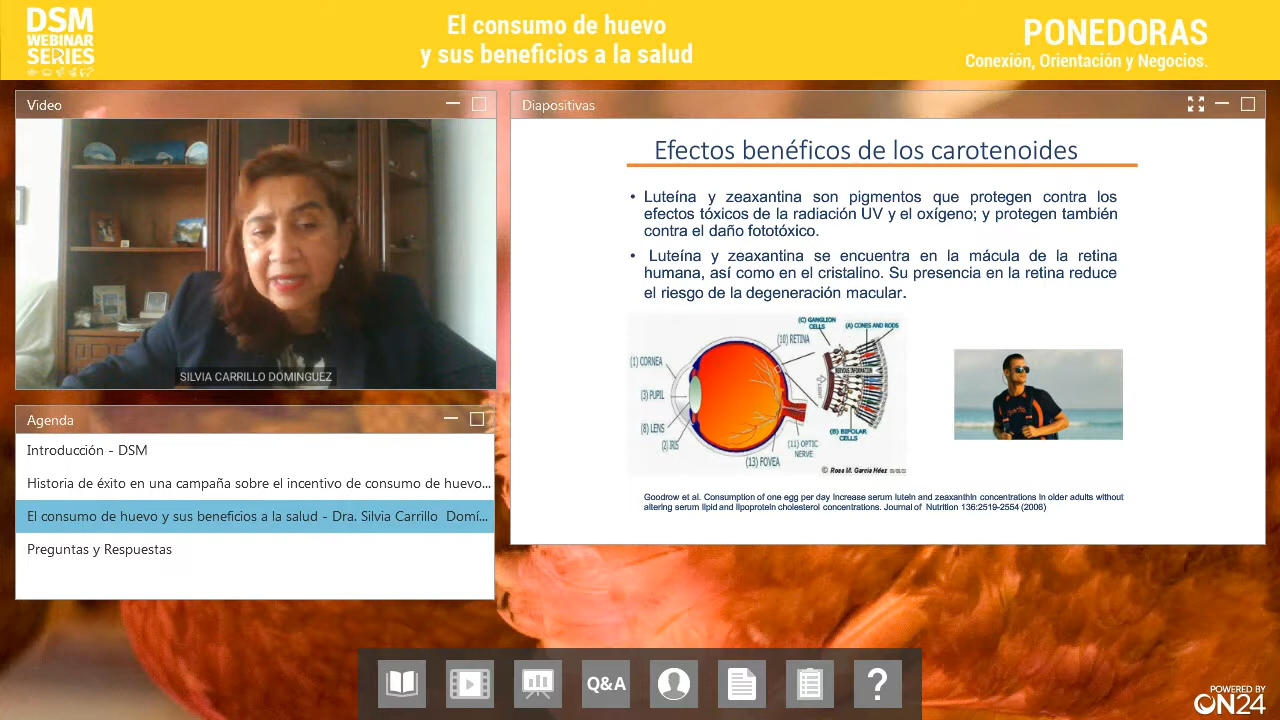 DSM
WEBINAR
SERIES
El consumo de huevo
y sus beneficios a la salud
PONEDORAS
Conexión, Orientación y Negocios.
Video
SILVIA CARRILLO DOMINGUEZ
Agenda
Introducción - DSM
Historia de éxito en una campaña sobre el incentivo de consumo de huevo...
El consumo de huevo y sus beneficios a la salud - Dra. Silvia Carrillo Domí...
Preguntas y Respuestas
Diapositivas
Efectos benéficos de los carotenoides
• Luteína y zeaxantina son pigmentos que protegen contra los
efectos tóxicos de la radiación UV y el oxígeno; y protegen también
contra el daño fototóxico.
• Luteína y zeaxantina se encuentra en la mácula de la retina
humana, así como en el cristalino. Su presencia en la retina reduce
el riesgo de la degeneración macular.
(C) GANGLION
CELLS
(A) CONES AND RODS
(10) RETINA
(1) CORNEA
NERVOUS INFORMATION
(3) PUPIL
(8) LENS
(2) IRIS
(B) BIPOLAR
CELLS
(11) OPTIC
NERVE
(13) FOVEA
© Rosa M. García Hdez
Goodrow et al. Consumption of one egg per day increase serum lutein and zeaxanthin concentrations in older adults without
altering serum lipid and lipoprotein cholesterol concentrations. Journal of Nutrition 136:2519-2554 (2006)
Q&A
?
POWERED BY
ON24